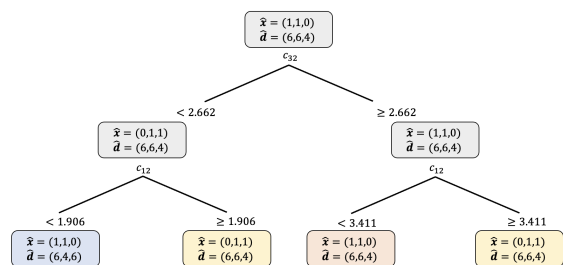 x̂ = (1,1,0)
d̂ = (6,6,4)
c₃₂
< 2.662
≥ 2.662
x̂ = (0,1,1)
d̂ = (6,6,4)
x̂ = (1,1,0)
d̂ = (6,6,4)
c₁₂
c₁₂
< 1.906
≥ 1.906
< 3.411
≥ 3.411
x̂ = (1,1,0)
d̂ = (6,4,6)
x̂ = (0,1,1)
d̂ = (6,6,4)
x̂ = (1,1,0)
d̂ = (6,6,4)
x̂ = (0,1,1)
d̂ = (6,6,4)